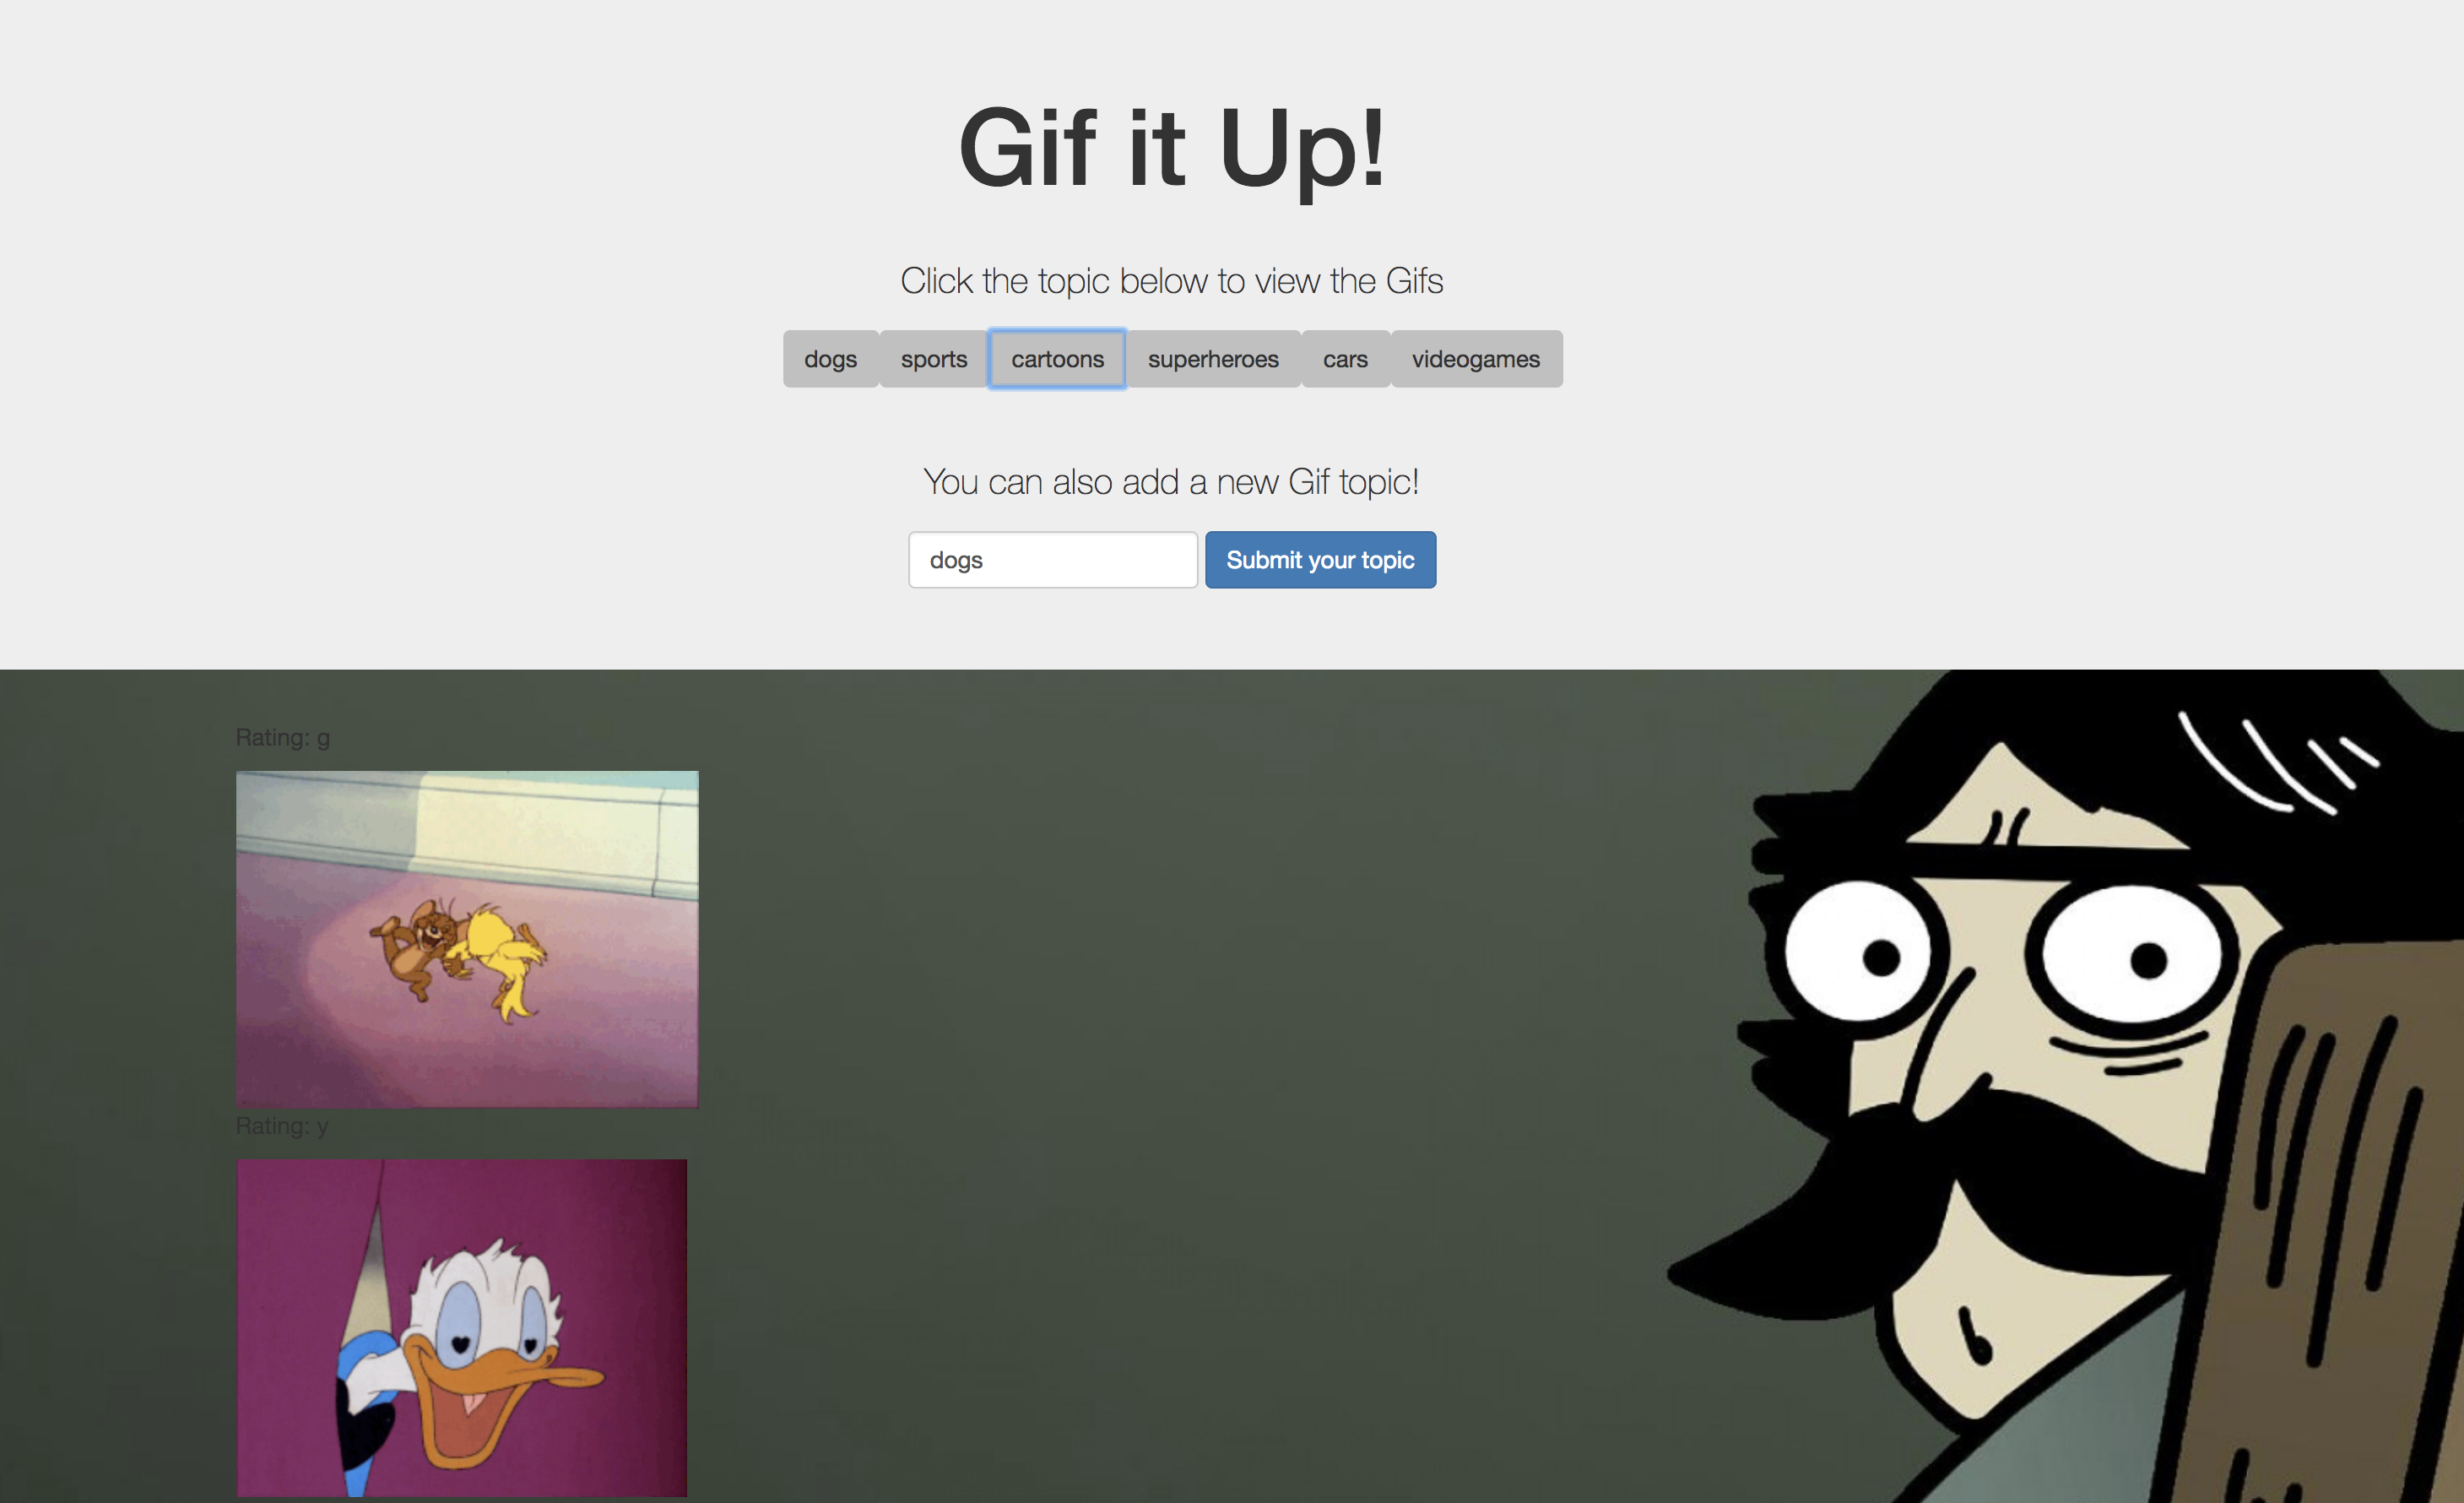 Gif it Up!
Click the topic below to view the Gifs
dogs sports cartoons superheroes cars videogames
You can also add a new Gif topic!
dogs Submit your topic
Rating: g
Rating: y